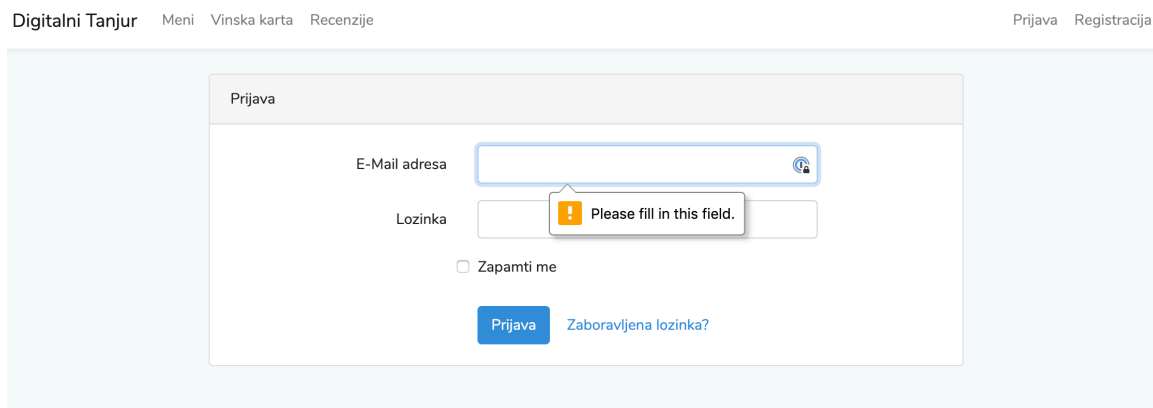 Digitalni Tanjur Meni Vinska karta Recenzije Prijava Registracija
Prijava
E-Mail adresa
Please fill in this field.
Lozinka
Zapamti me
Prijava Zaboravljena lozinka?